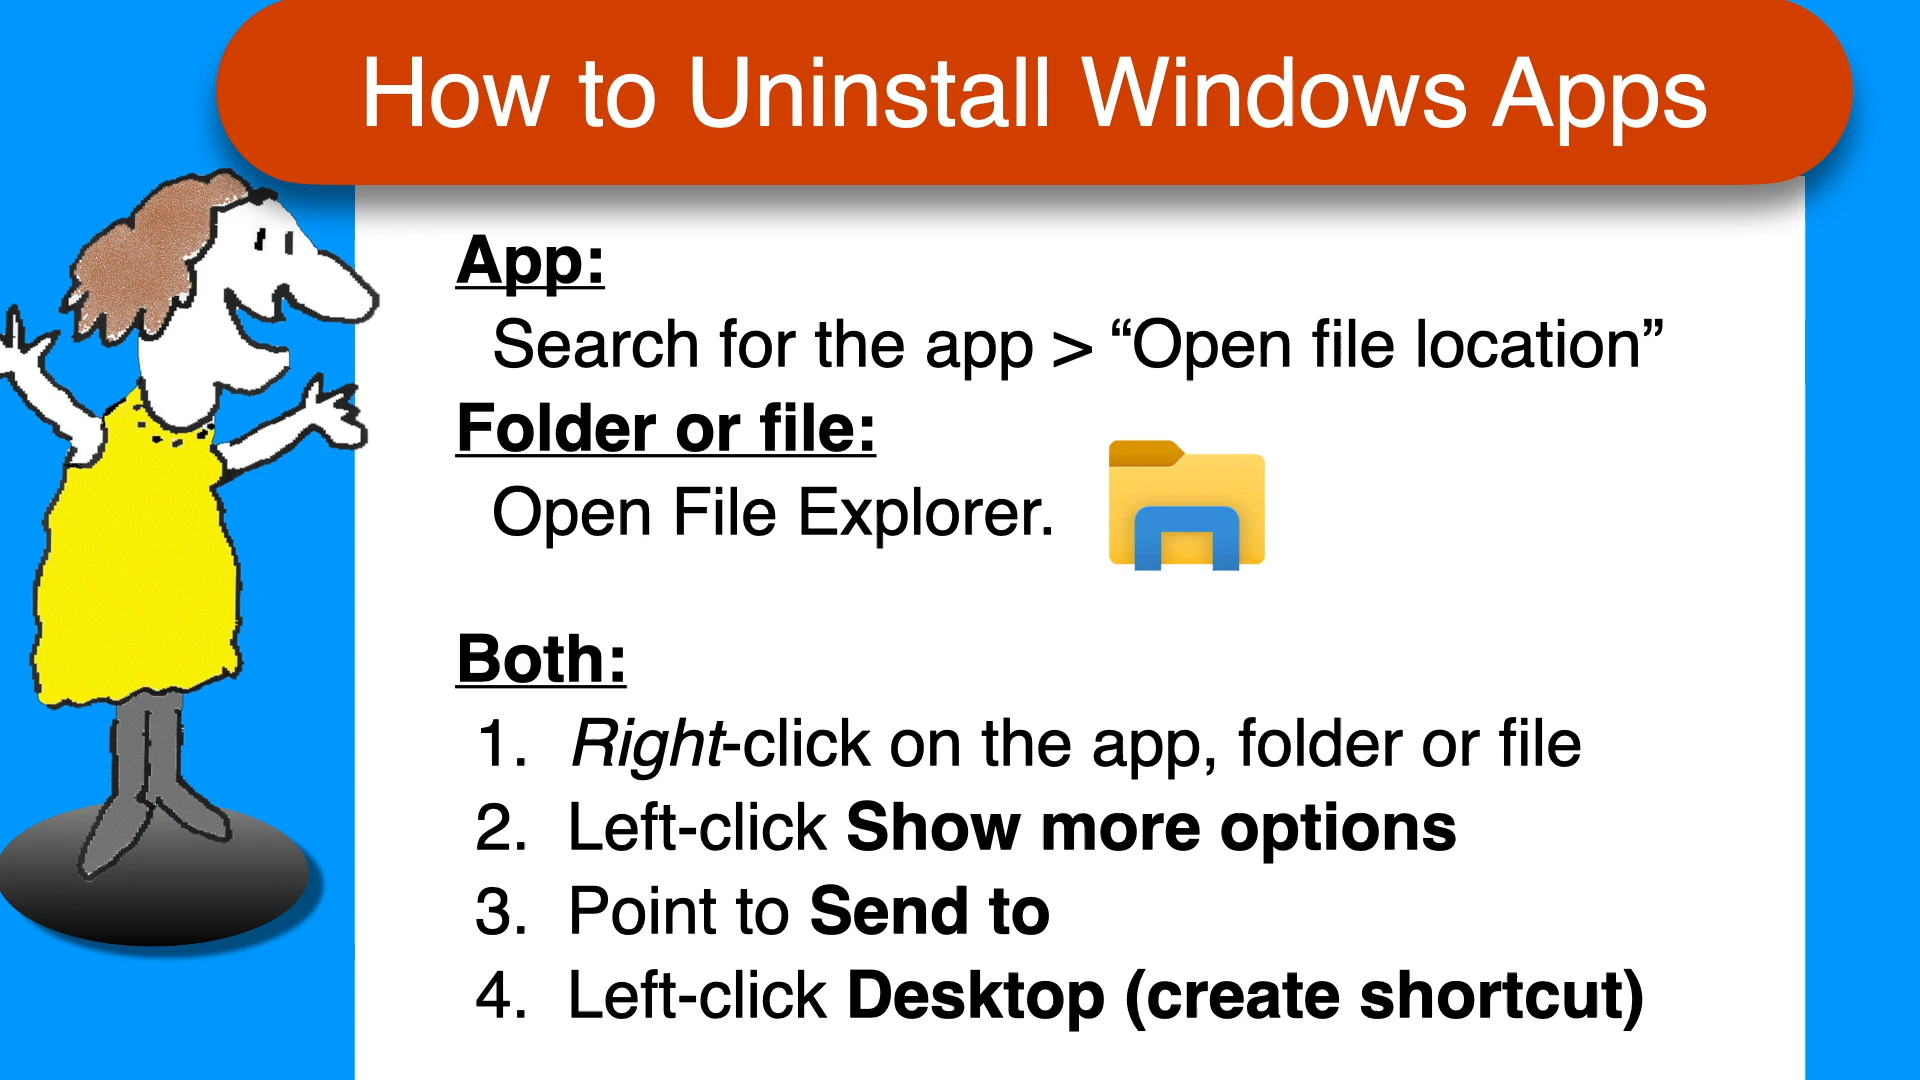 How to Uninstall Windows Apps
App:
Search for the app > “Open file location”
Folder or file:
Open File Explorer.
Both:
1. Right-click on the app, folder or file
2. Left-click Show more options
3. Point to Send to
4. Left-click Desktop (create shortcut)